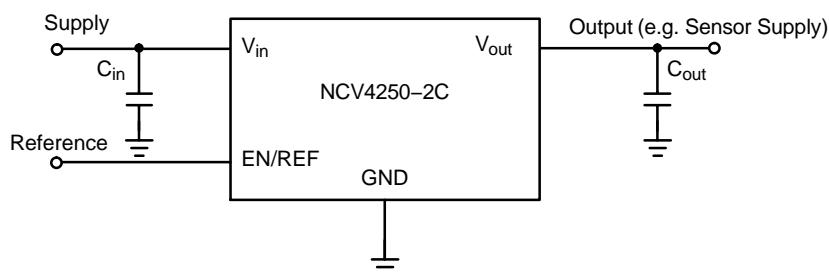 Supply
Output (e.g. Sensor Supply)
Vin
Vout
Cin
Cout
NCV4250−2C
Reference
EN/REF
GND